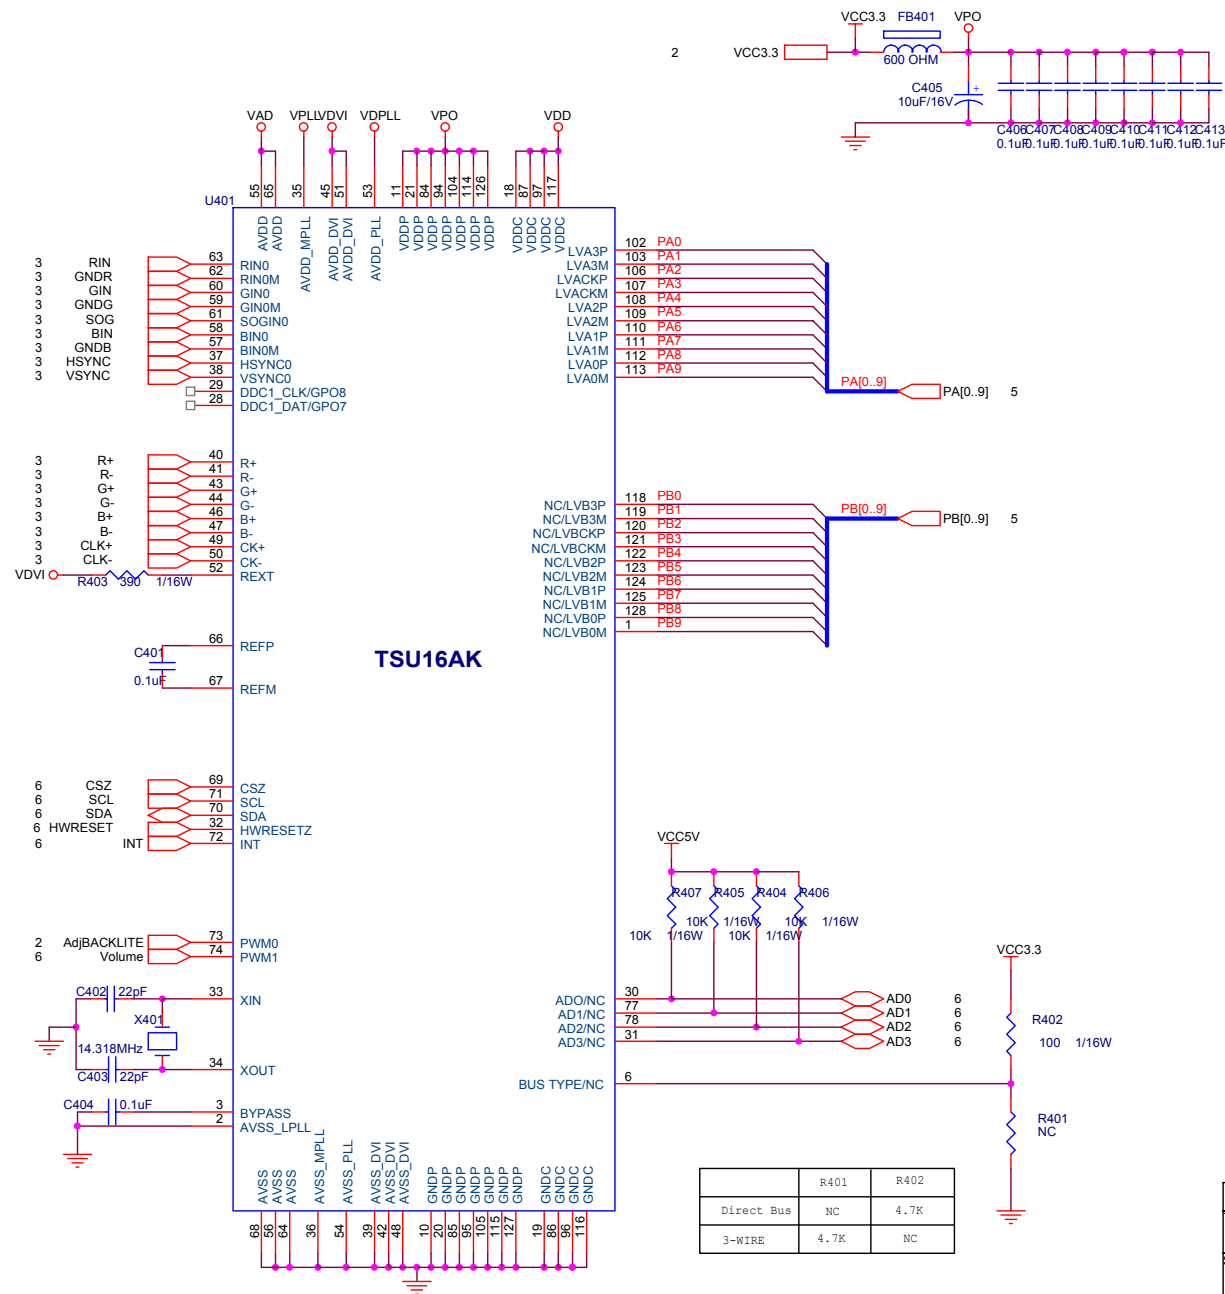 VCC3.3 FB401 VPO
2 VCC3.3
600 OHM
C405
10uF/16V
C406 C407 C408 C409 C410 C411 C412 C413
0.1uF 0.1uF 0.1uF 0.1uF 0.1uF 0.1uF 0.1uF 0.1uF
VAD VPLL VDVI VDPLL VPO VDD
55 65 35 45 51 53 11 21 84 94 104 114 126 18 87 97 117
U401
AVDD AVDD AVDD_MPLL AVDD_DVI AVDD_DVI AVDD_PLL VDDP VDDP VDDP VDDP VDDP VDDP VDDP VDDC VDDC VDDC VDDC
3 RIN 63 RIN0
3 GNDR 62 RIN0M
3 GIN 60 GIN0
3 GNDG 59 GIN0M
3 SOG 61 SOGIN0
3 BIN 58 BIN0
3 GNDB 57 BIN0M
3 HSYNC 37 HSYNC0
3 VSYNC 38 VSYNC0
29 DDC1_CLK/GPO8
28 DDC1_DAT/GPO7
LVA3P 102 PA0
LVA3M 103 PA1
LVACKP 106 PA2
LVACKM 107 PA3
LVA2P 108 PA4
LVA2M 109 PA5
LVA1P 110 PA6
LVA1M 111 PA7
LVA0P 112 PA8
LVA0M 113 PA9
PA[0..9] PA[0..9] 5
3 R+ 40 R+
3 R- 41 R-
3 G+ 43 G+
3 G- 44 G-
3 B+ 46 B+
3 B- 47 B-
3 CLK+ 49 CK+
3 CLK- 50 CK-
VDVI R403 390 1/16W 52 REXT
NC/LVB3P 118 PB0
NC/LVB3M 119 PB1
NC/LVBCKP 120 PB2
NC/LVBCKM 121 PB3
NC/LVB2P 122 PB4
NC/LVB2M 123 PB5
NC/LVB1P 124 PB6
NC/LVB1M 125 PB7
NC/LVB0P 128 PB8
NC/LVB0M 1 PB9
PB[0..9] PB[0..9] 5
66 REFP
C401
0.1uF
67 REFM
TSU16AK
6 CSZ 69 CSZ
6 SCL 71 SCL
6 SDA 70 SDA
6 HWRESET 32 HWRESETZ
6 INT 72 INT
VCC5V
R407 R405 R404 R406
10K 1/16W 10K 1/16W
10K 1/16W 10K 1/16W
2 AdjBACKLITE 73 PWM0
6 Volume 74 PWM1
VCC3.3
C402 22pF 33 XIN
X401
14.318MHz
C403 22pF 34 XOUT
ADO/NC 30 AD0 6
AD1/NC 77 AD1 6
AD2/NC 78 AD2 6
AD3/NC 31 AD3 6
R402
100 1/16W
BUS TYPE/NC 6
C404 0.1uF 3 BYPASS
2 AVSS_LPLL
R401
NC
AVSS AVSS AVSS AVSS_MPLL AVSS_PLL AVSS_DVI AVSS_DVI AVSS_DVI GNDP GNDP GNDP GNDP GNDP GNDP GNDP GNDC GNDC GNDC GNDC
68 56 64 36 54 39 42 48 10 20 85 95 105 115 127 19 86 96 116
R401 R402
Direct Bus NC 4.7K
3-WIRE 4.7K NC